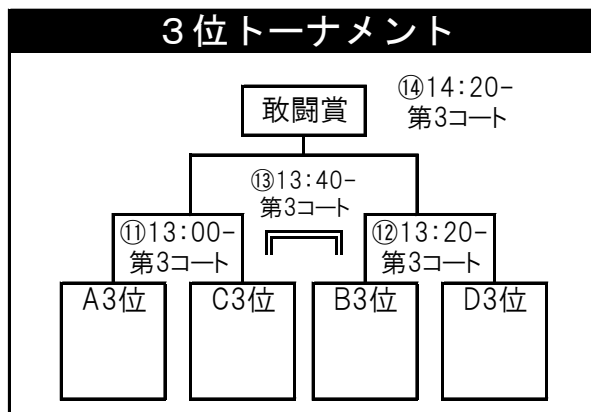 3位トーナメント
敢闘賞
⑭14:20-
第3コート
⑬13:40-
第3コート
⑪13:00-
第3コート
⑫13:20-
第3コート
A3位
C3位
B3位
D3位